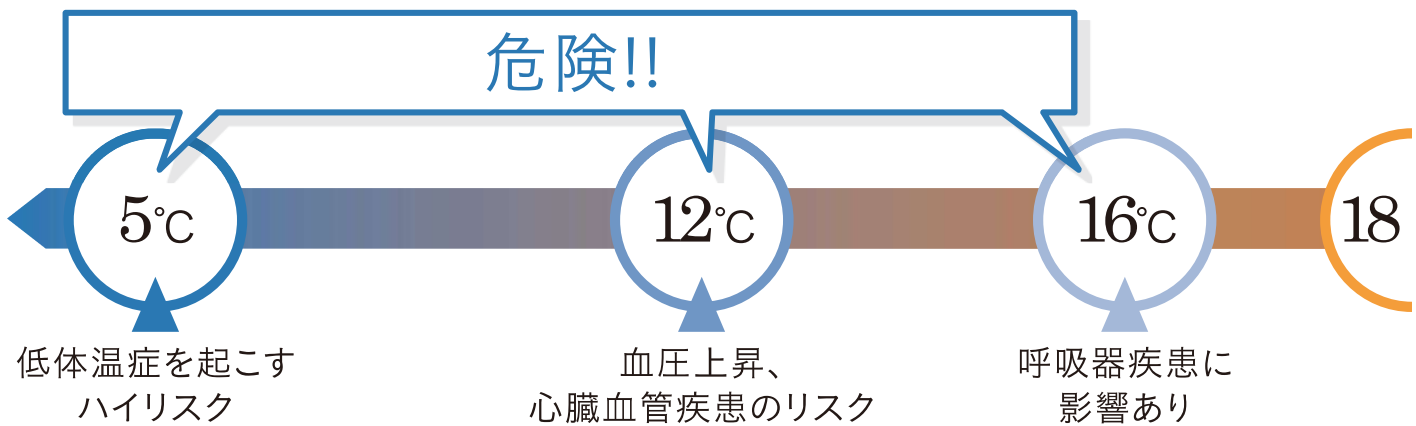 危険!!
5℃
12℃
16℃
18
低体温症を起こす
ハイリスク
血圧上昇、
心臓血管疾患のリスク
呼吸器疾患に
影響あり